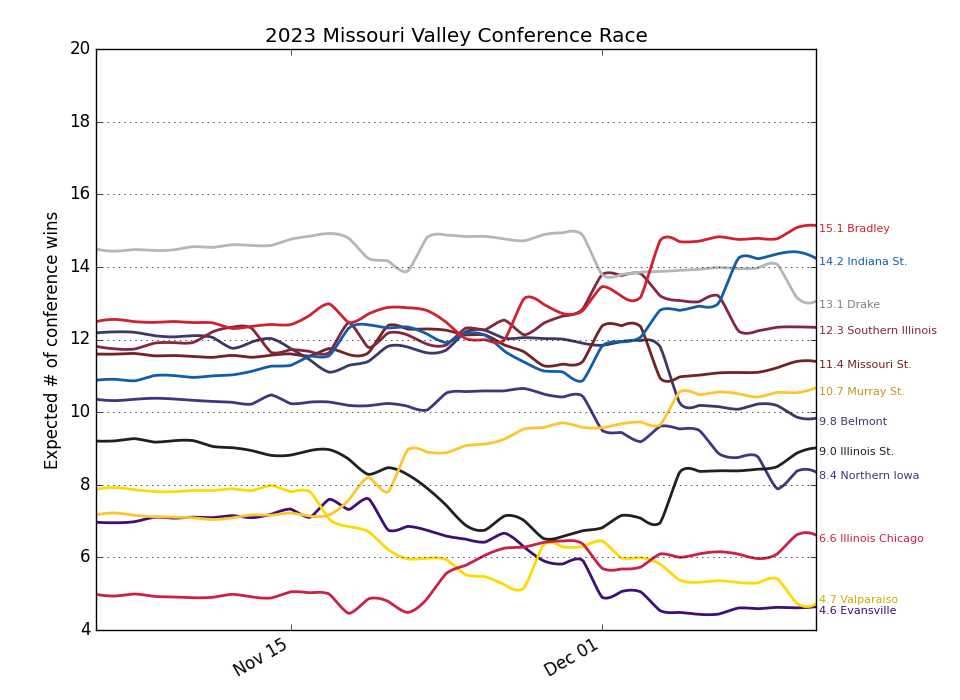 2023 Missouri Valley Conference Race
Expected # of conference wins
20
18
16
14
12
10
8
6
4
Nov 15
Dec 01
15.1 Bradley
14.2 Indiana St.
13.1 Drake
12.3 Southern Illinois
11.4 Missouri St.
10.7 Murray St.
9.8 Belmont
9.0 Illinois St.
8.4 Northern Iowa
6.6 Illinois Chicago
4.7 Valparaiso
4.6 Evansville